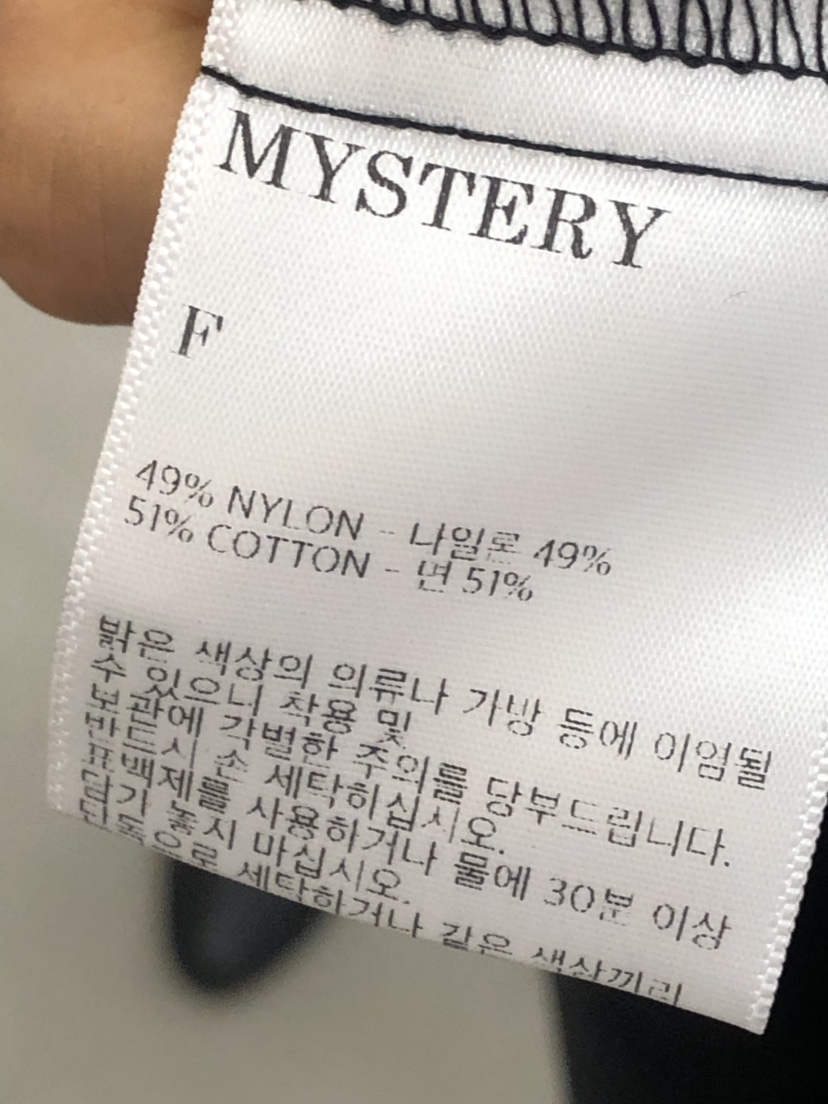 MYSTERY
F
49% NYLON - 나일론 49%
51% COTTON - 면 51%
밝은 색상의 의류나 가방 등에 이염될
수 있으니 착용 및
보관에 각별한 주의를 당부드립니다.
반드시 손 세탁하십시오.
표백제를 사용하거나 물에 30분 이상
담가 놓지 마십시오.
단독으로 세탁하거나 같은 색상끼리